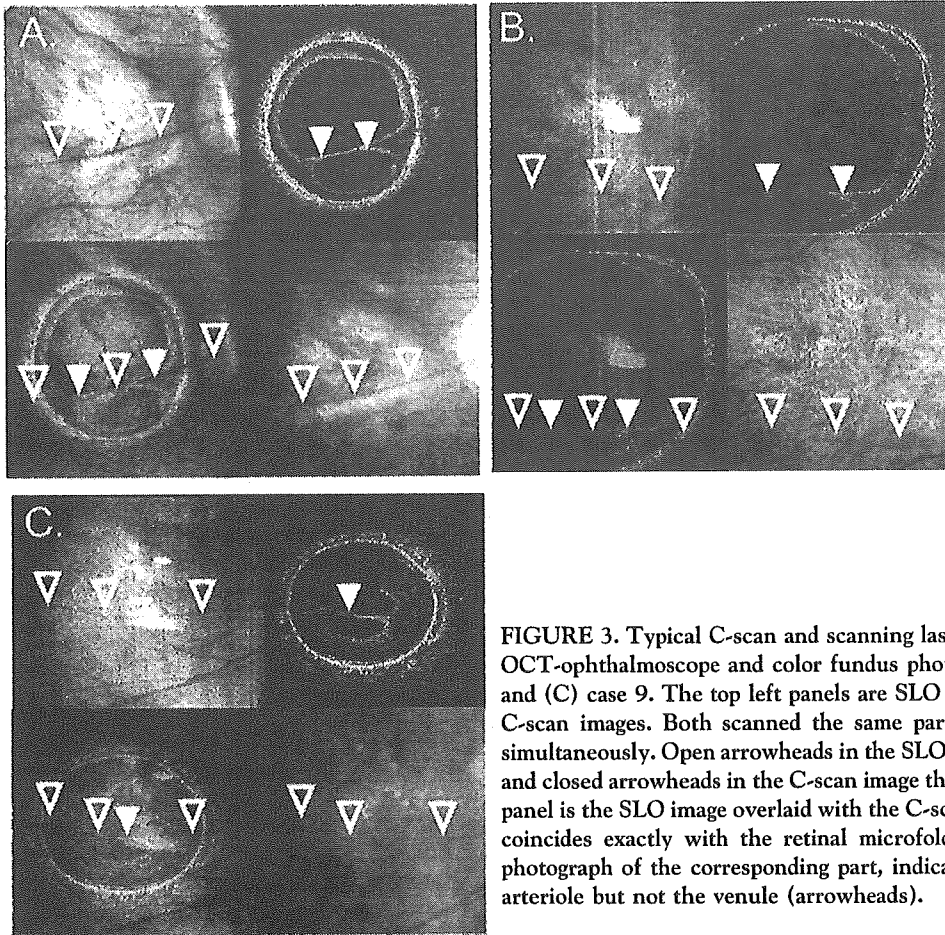 A.
B.
C.
FIGURE 3. Typical C-scan and scanning las
OCT-ophthalmoscope and color fundus pho
and (C) case 9. The top left panels are SLO
C-scan images. Both scanned the same par
simultaneously. Open arrowheads in the SLO
and closed arrowheads in the C-scan image th
panel is the SLO image overlaid with the C-sc
coincides exactly with the retinal microfol
photograph of the corresponding part, indica
arteriole but not the venule (arrowheads).